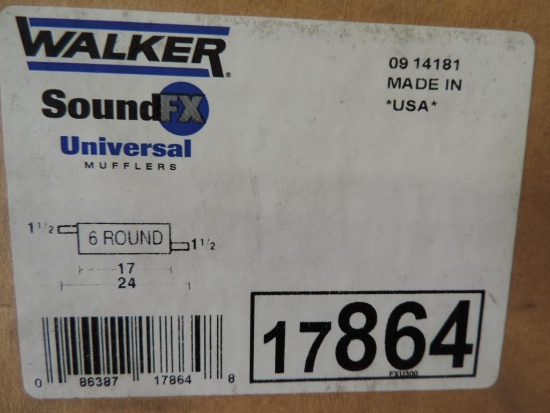 WALKER®
SoundFX
Universal
MUFFLERS
09 14181
MADE IN
*USA*
1 1/2 6 ROUND 1 1/2
17
24
17864
FXU300
0 86387 17864 8